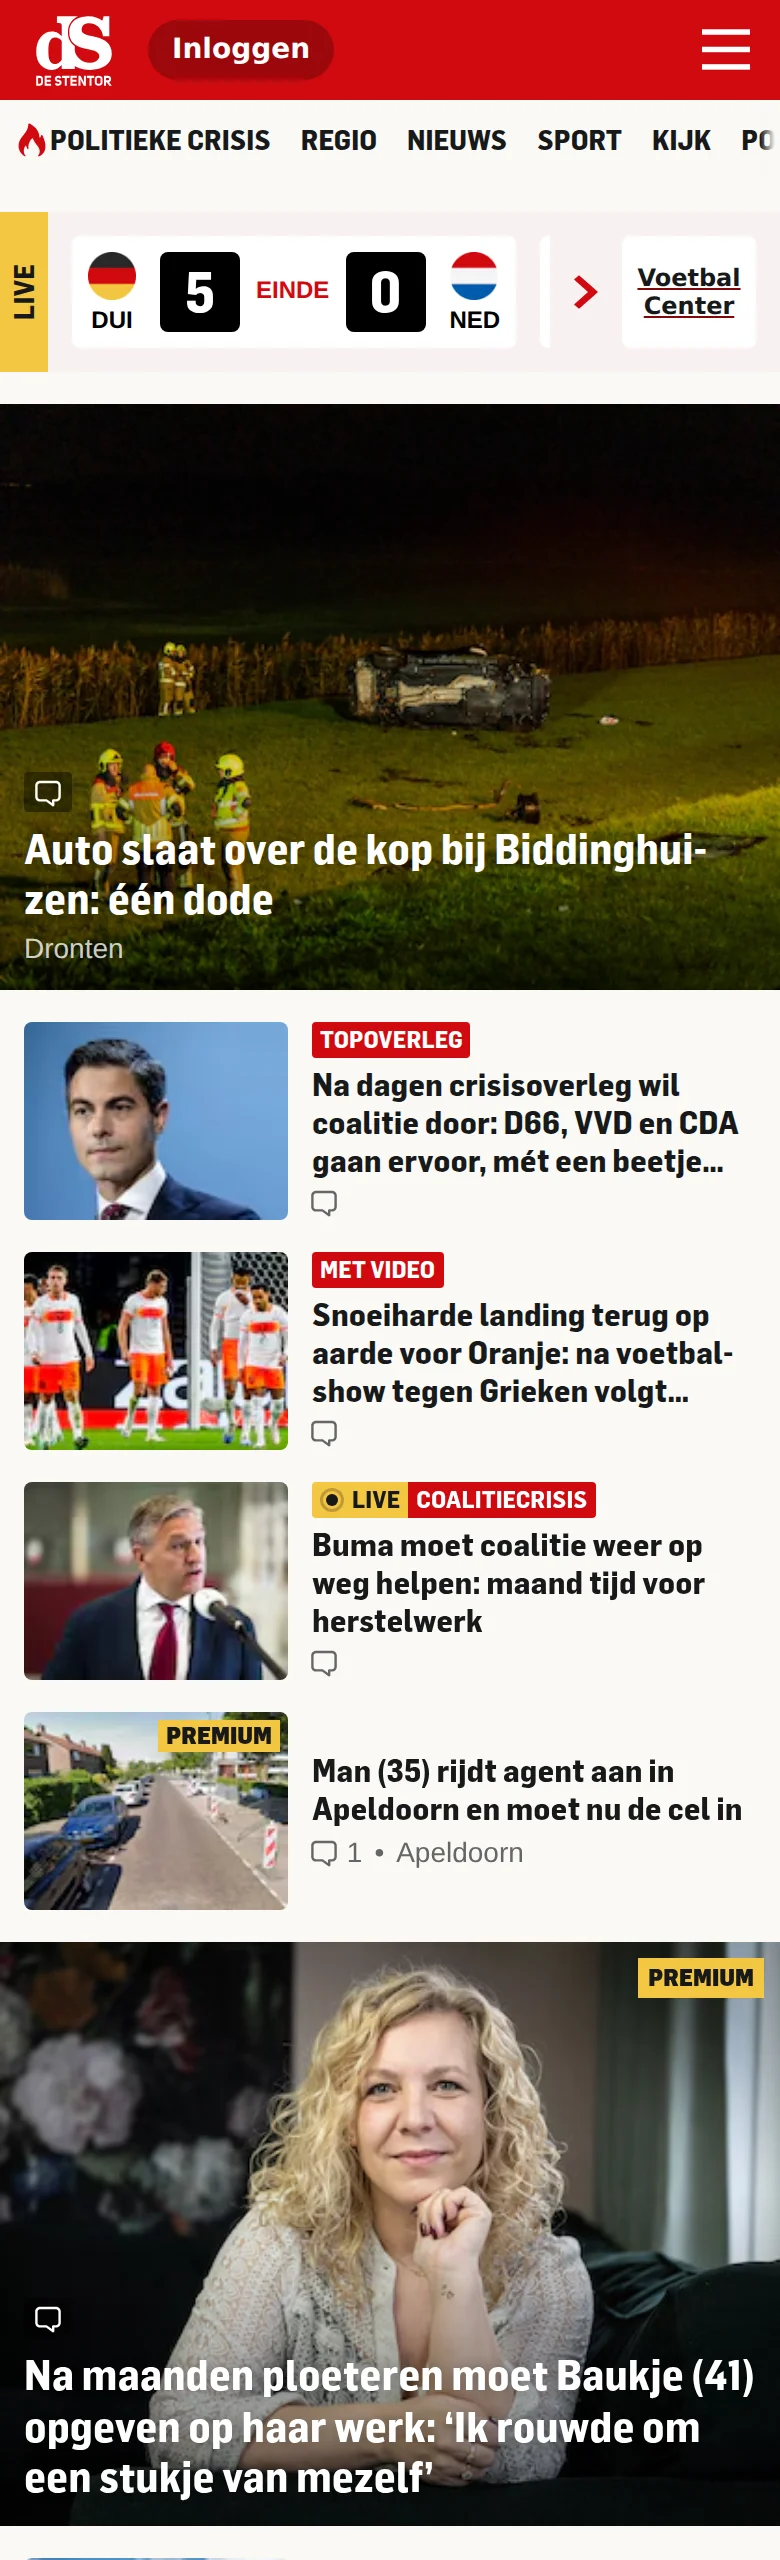 dS
DE STENTOR
Inloggen
POLITIEKE CRISIS REGIO NIEUWS SPORT KIJK PO
LIVE
5 EINDE 0
DUI NED
Voetbal
Center
Auto slaat over de kop bij Biddinghui-
zen: één dode
Dronten
TOPOVERLEG
Na dagen crisisoverleg wil
coalitie door: D66, VVD en CDA
gaan ervoor, mét een beetje...
MET VIDEO
Snoeiharde landing terug op
aarde voor Oranje: na voetbal-
show tegen Grieken volgt...
LIVE COALITIECRISIS
Buma moet coalitie weer op
weg helpen: maand tijd voor
herstelwerk
PREMIUM
Man (35) rijdt agent aan in
Apeldoorn en moet nu de cel in
1 • Apeldoorn
PREMIUM
Na maanden ploeteren moet Baukje (41)
opgeven op haar werk: ‘Ik rouwde om
een stukje van mezelf’